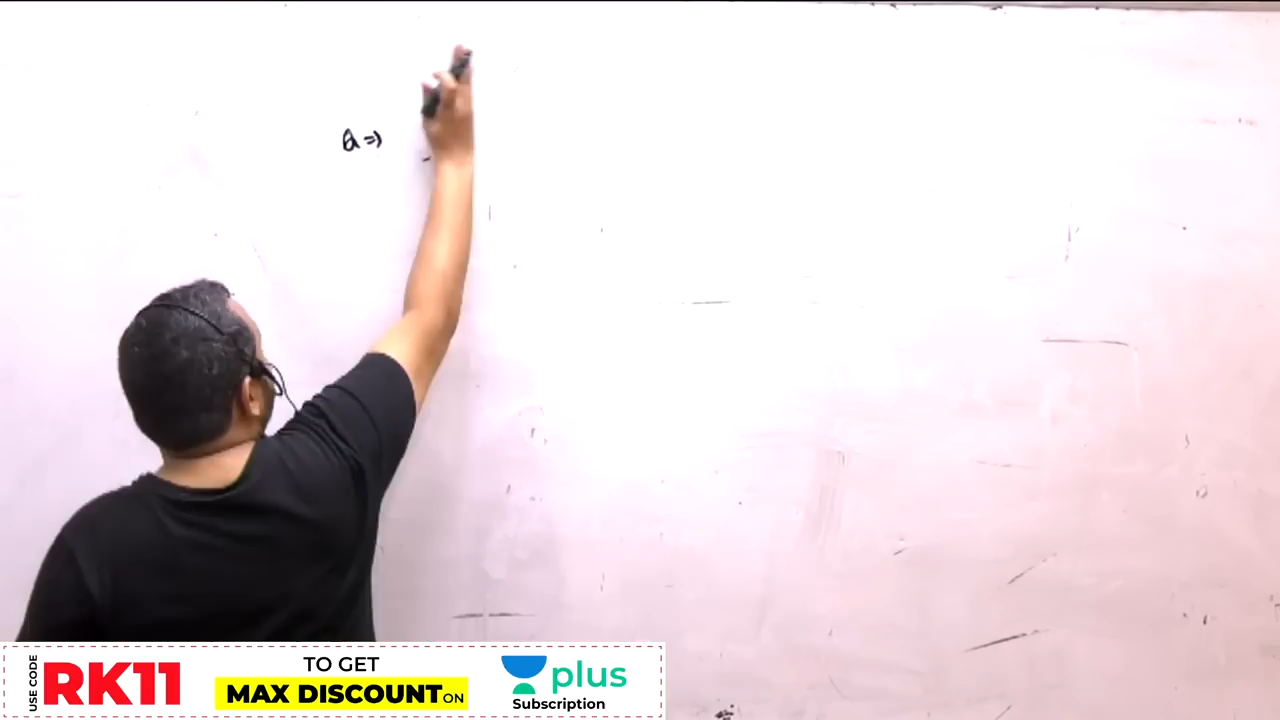 Q ⇒
USE CODE
RK11
TO GET
MAX DISCOUNT ON
plus
Subscription